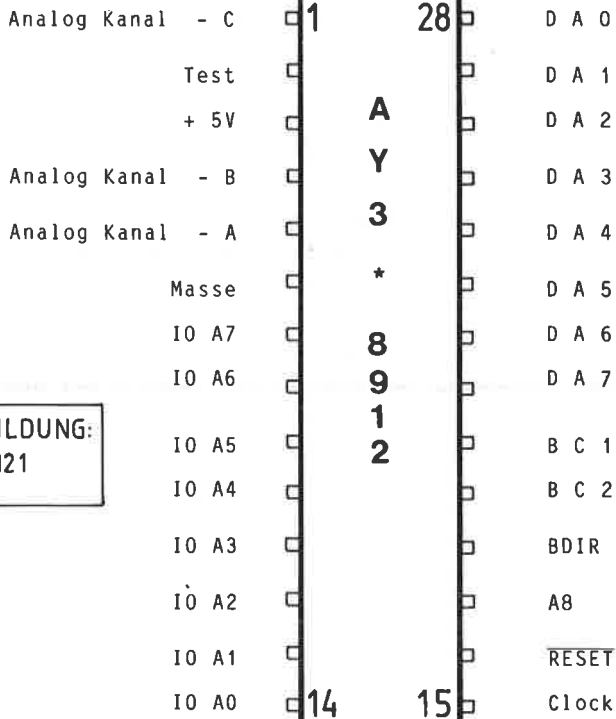 Analog Kanal - C 1 28 D A 0
Test D A 1
+ 5V D A 2
Analog Kanal - B D A 3
Analog Kanal - A D A 4
Masse D A 5
IO A7 D A 6
IO A6 D A 7
IO A5 B C 1
IO A4 B C 2
IO A3 BDIR
IO A2 A8
IO A1 RESET
IO A0 14 15 Clock
A
Y
3
*
8
9
1
2
ILDUNG:
121